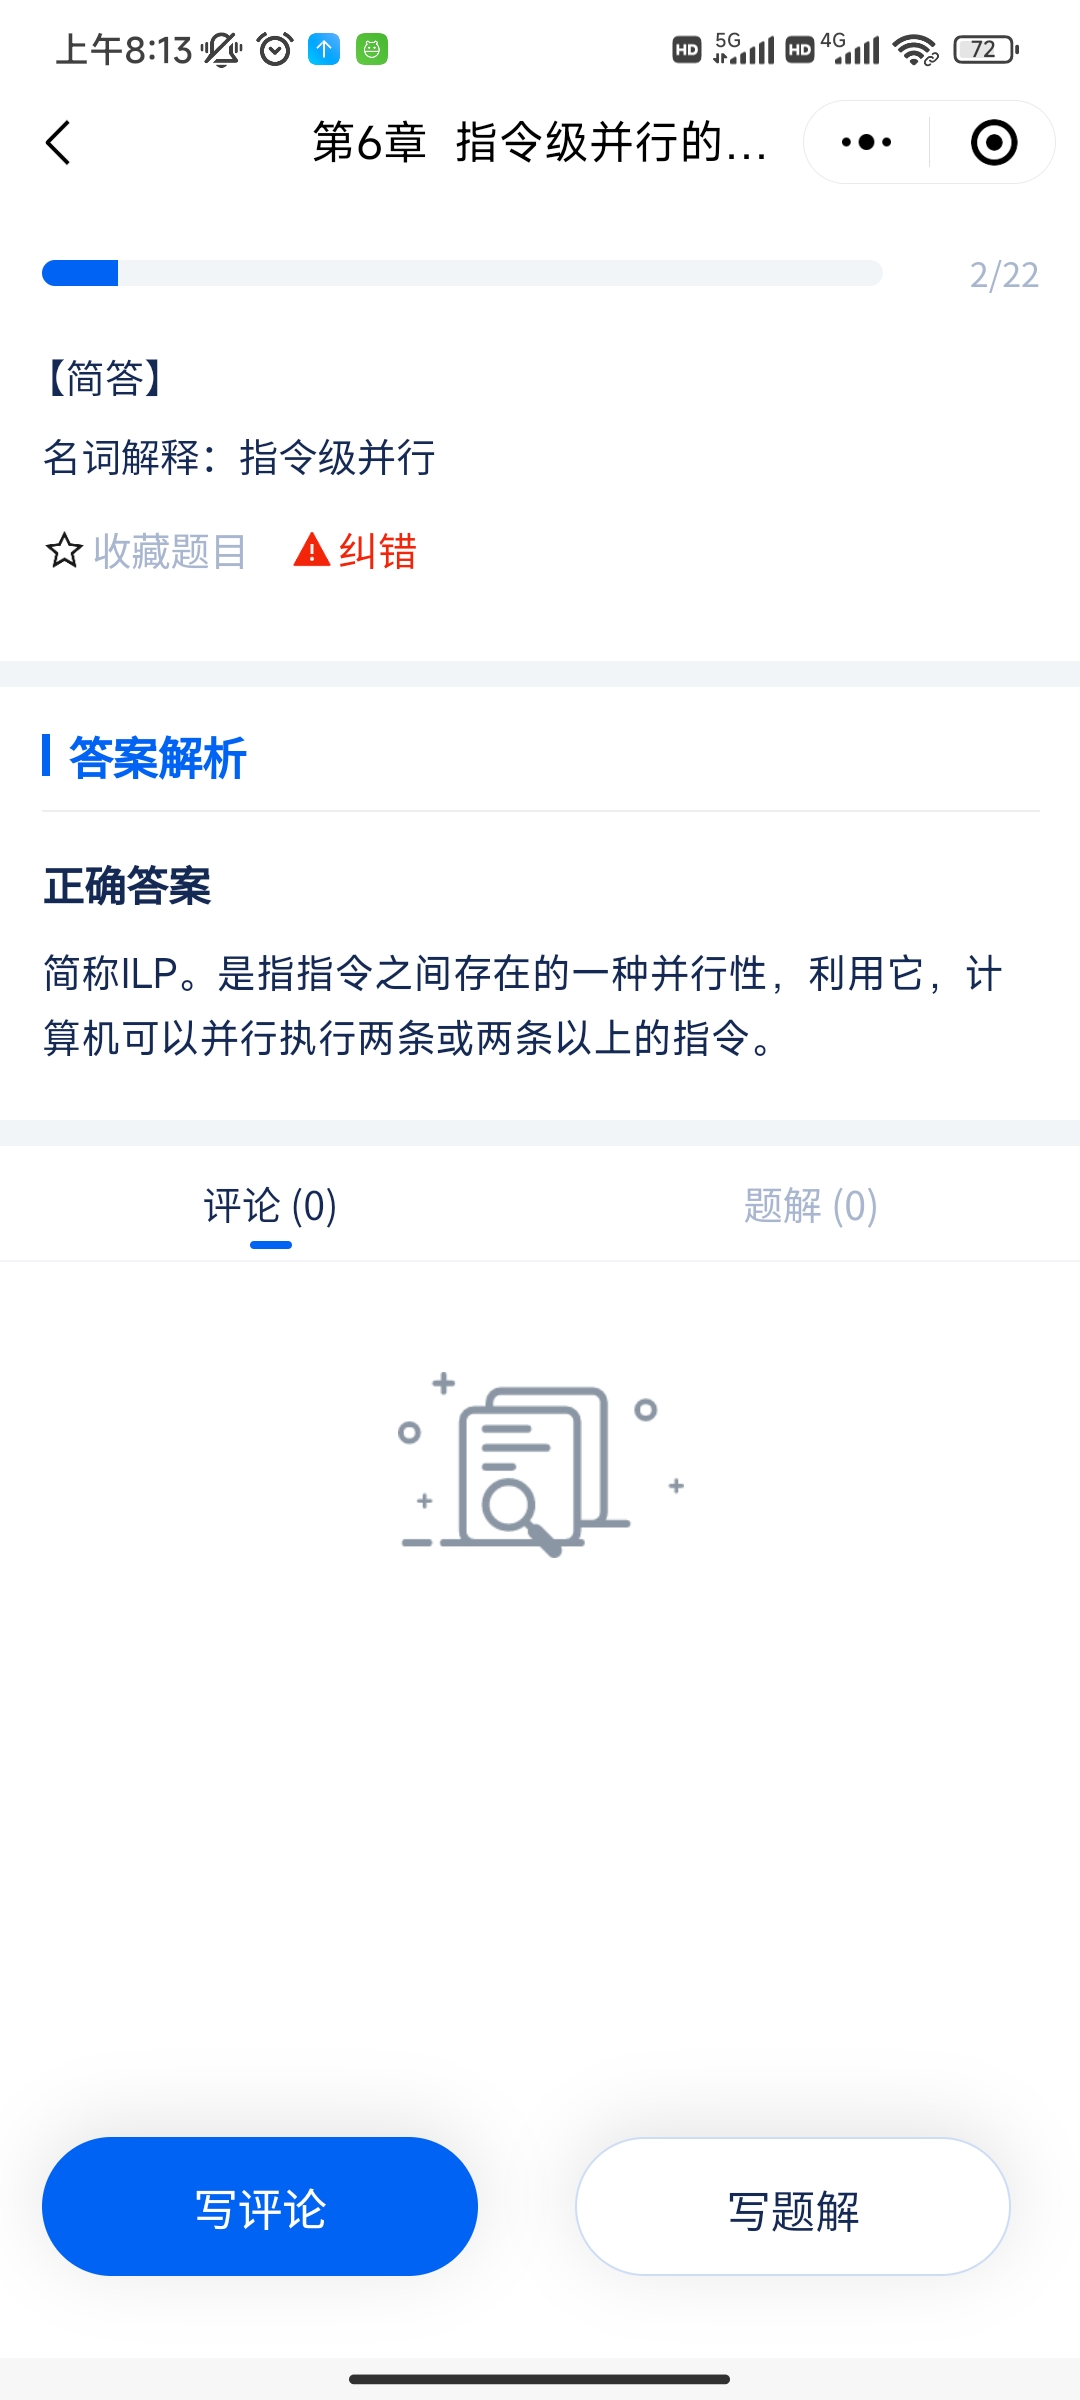 上午8:13 HD 5G HD 4G 72
第6章 指令级并行的...
2/22
【简答】
名词解释：指令级并行
收藏题目 纠错
答案解析
正确答案
简称ILP。是指指令之间存在的一种并行性，利用它，计
算机可以并行执行两条或两条以上的指令。
评论 (0) 题解 (0)
写评论 写题解